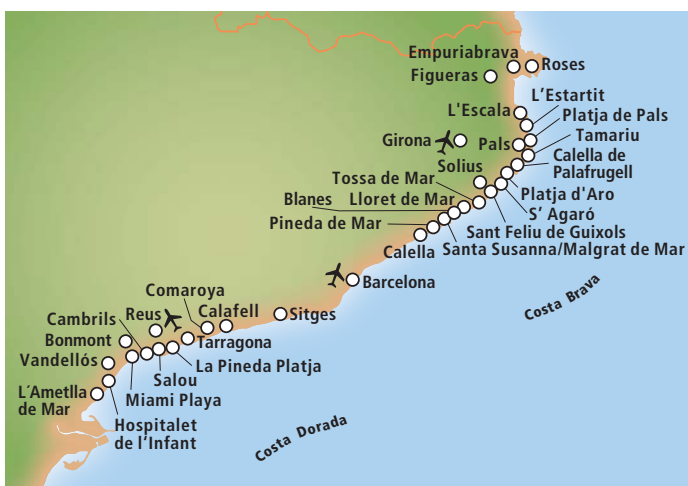 Empuriabrava
Roses
Figueras
L'Estartit
L'Escala
Platja de Pals
Girona
Pals
Tamariu
Solius
Calella de
Palafrugell
Tossa de Mar
Platja d'Aro
Blanes
Lloret de Mar
S' Agaró
Pineda de Mar
Sant Feliu de Guixols
Calella
Santa Susanna/Malgrat de Mar
Barcelona
Costa Brava
Comaroya
Reus
Calafell
Sitges
Cambrils
Bonmont
Tarragona
Vandellós
La Pineda Platja
Salou
L´Ametlla
de Mar
Miami Playa
Hospitalet
de l'Infant
Costa Dorada